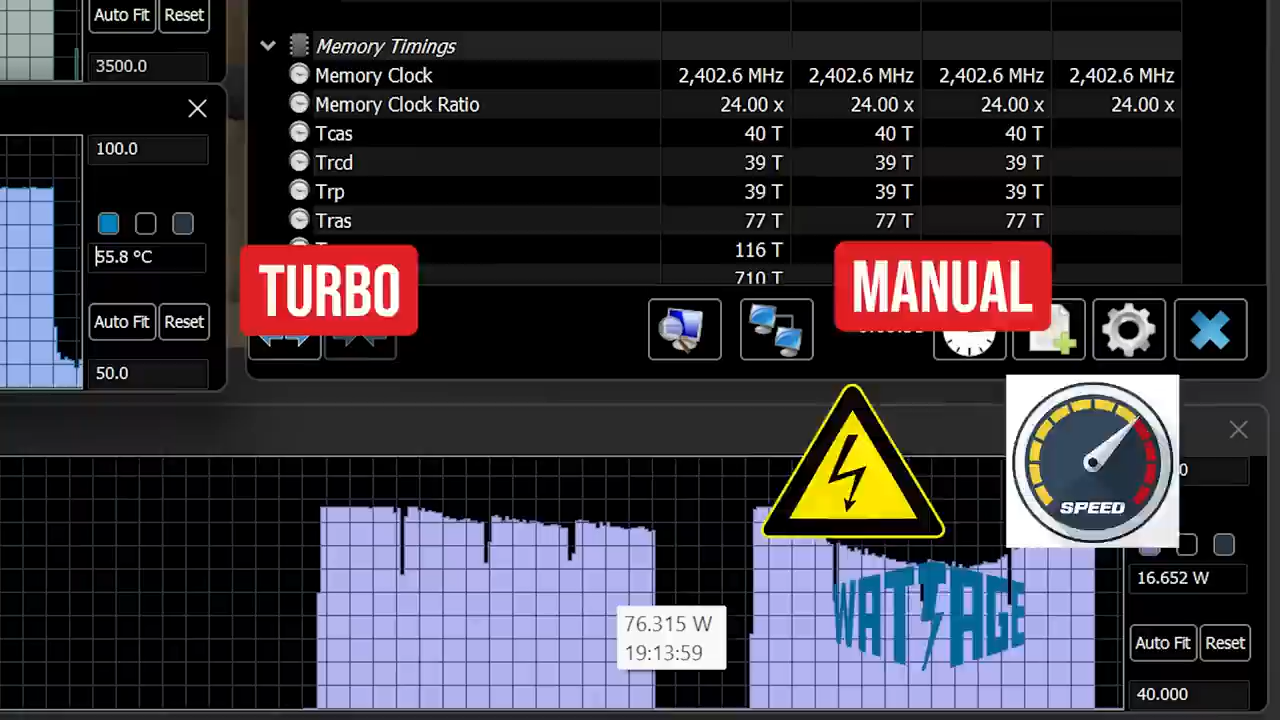 Auto Fit Reset
3500.0
100.0
55.8 °C
Auto Fit Reset
50.0
Memory Timings
Memory Clock 2,402.6 MHz 2,402.6 MHz 2,402.6 MHz 2,402.6 MHz
Memory Clock Ratio 24.00 x 24.00 x 24.00 x 24.00 x
Tcas 40 T 40 T 40 T
Trcd 39 T 39 T 39 T
Trp 39 T 39 T 39 T
Tras 77 T 77 T 77 T
116 T
710 T
TURBO
MANUAL
SPEED
WATTAGE
76.315 W
19:13:59
16.652 W
Auto Fit Reset
40.000